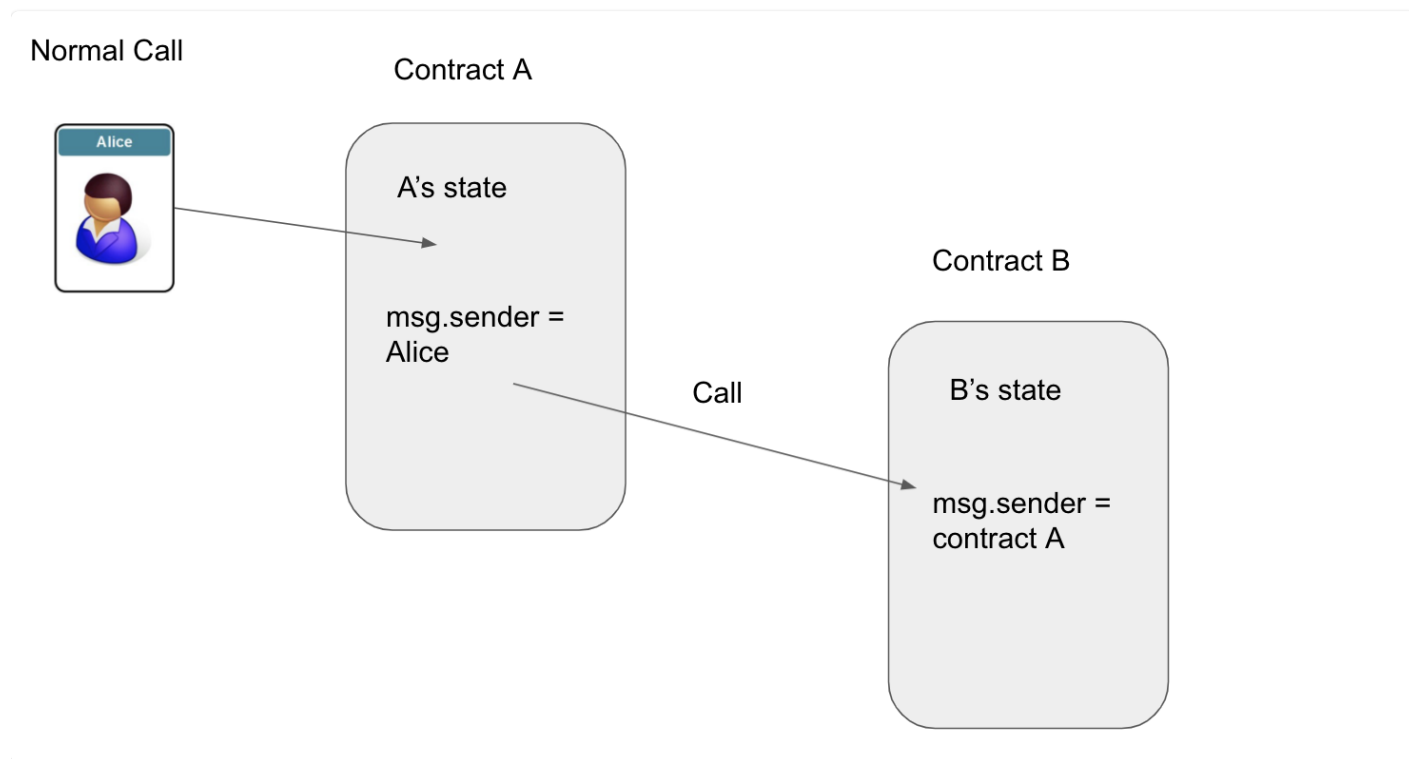 Normal Call
Contract A
Alice
A’s state
msg.sender =
Alice
Contract B
Call
B’s state
msg.sender =
contract A